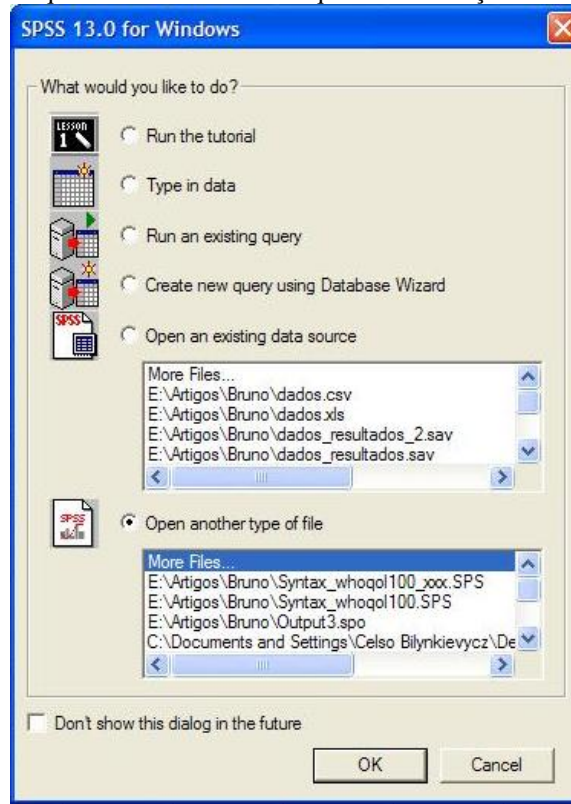 SPSS 13.0 for Windows
What would you like to do?
LESSON
1
Run the tutorial
Type in data
Run an existing query
Create new query using Database Wizard
SPSS
Open an existing data source
More Files...
E:\Artigos\Bruno\dados.csv
E:\Artigos\Bruno\dados.xls
E:\Artigos\Bruno\dados_resultados_2.sav
E:\Artigos\Bruno\dados_resultados.sav
SPSS
Open another type of file
More Files...
E:\Artigos\Bruno\Syntax_whoqol100_xxx.SPS
E:\Artigos\Bruno\Syntax_whoqol100.SPS
E:\Artigos\Bruno\Output3.spo
C:\Documents and Settings\Celso Bilynkievycz\De
Don't show this dialog in the future
OK Cancel